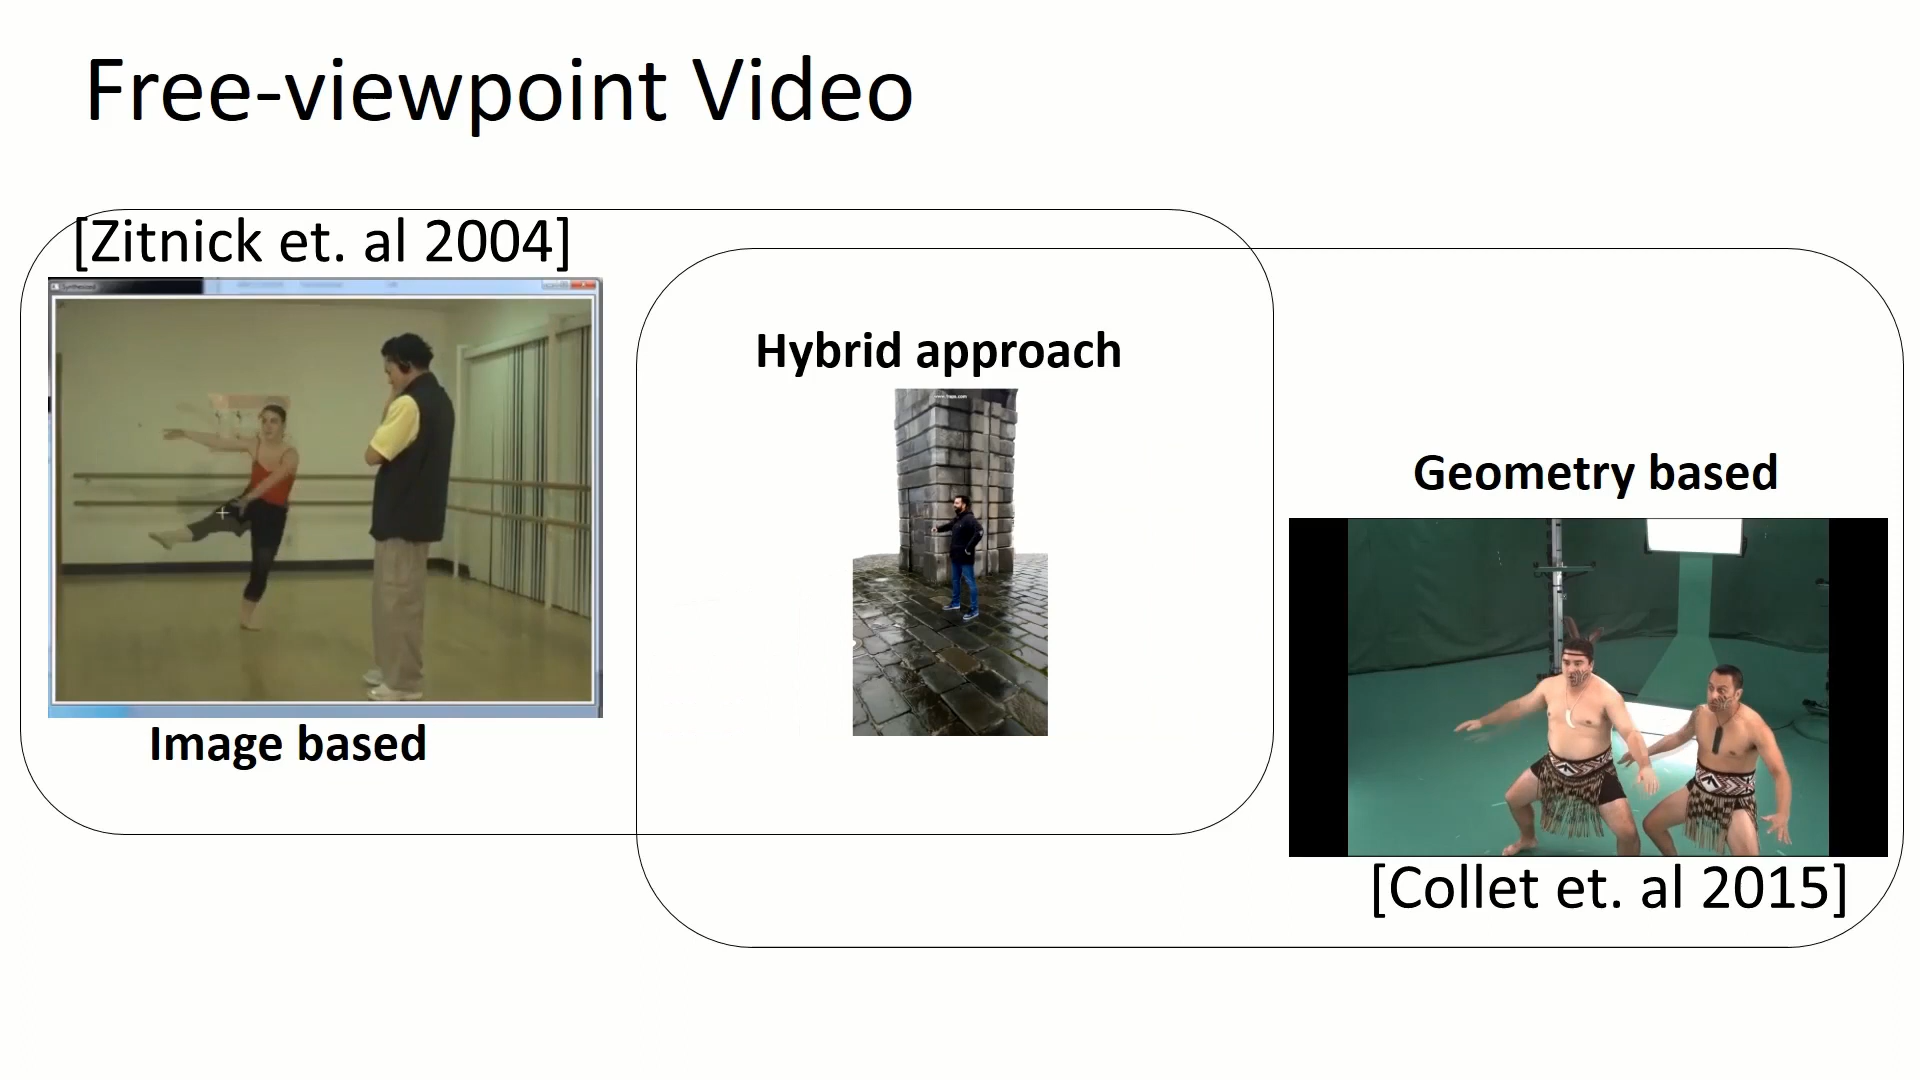 Free-viewpoint Video
[Zitnick et. al 2004]
Hybrid approach
Image based
Geometry based
[Collet et. al 2015]